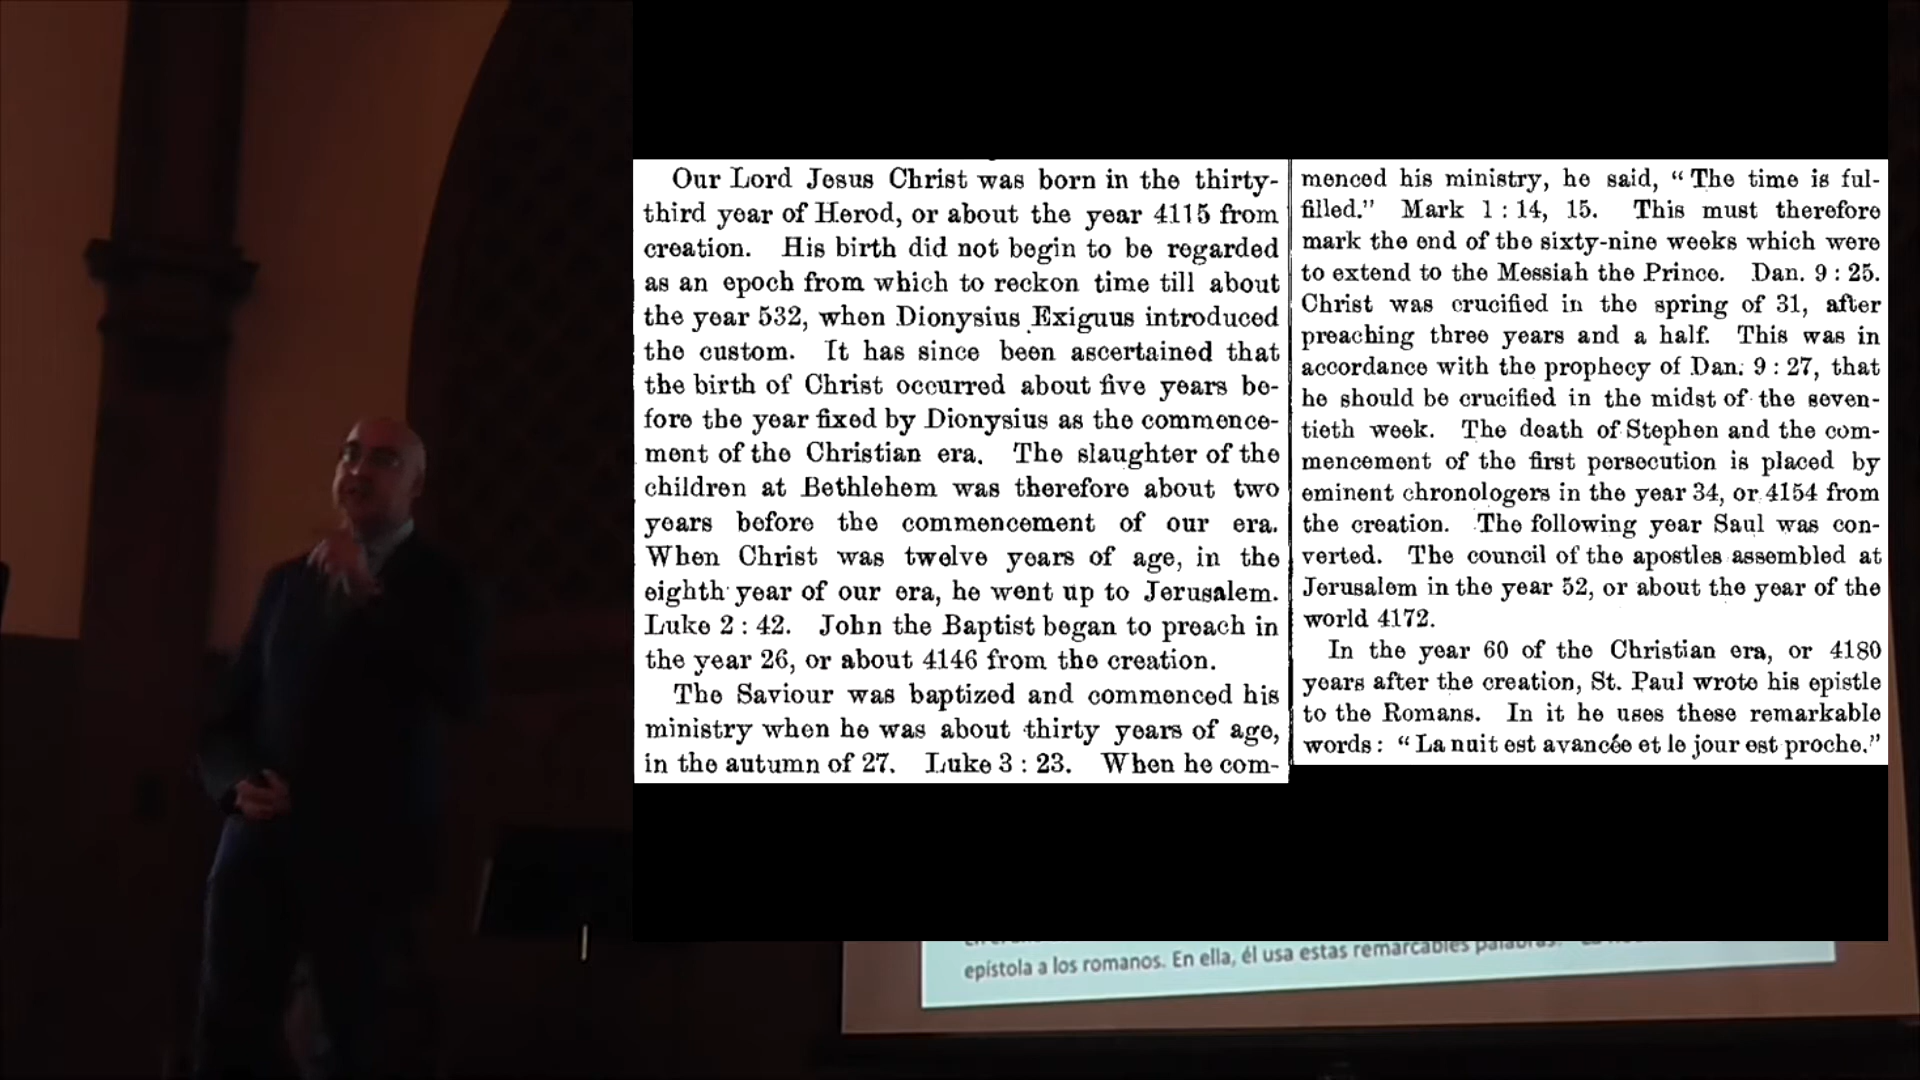 Our Lord Jesus Christ was born in the thirty-
third year of Herod, or about the year 4115 from
creation. His birth did not begin to be regarded
as an epoch from which to reckon time till about
the year 532, when Dionysius Exiguus introduced
the custom. It has since been ascertained that
the birth of Christ occurred about five years be-
fore the year fixed by Dionysius as the commence-
ment of the Christian era. The slaughter of the
children at Bethlehem was therefore about two
years before the commencement of our era.
When Christ was twelve years of age, in the
eighth year of our era, he went up to Jerusalem.
Luke 2 : 42. John the Baptist began to preach in
the year 26, or about 4146 from the creation.
The Saviour was baptized and commenced his
ministry when he was about thirty years of age,
in the autumn of 27. Luke 3 : 23. When he com-
menced his ministry, he said, “The time is ful-
filled.” Mark 1 : 14, 15. This must therefore
mark the end of the sixty-nine weeks which were
to extend to the Messiah the Prince. Dan. 9 : 25.
Christ was crucified in the spring of 31, after
preaching three years and a half. This was in
accordance with the prophecy of Dan. 9 : 27, that
he should be crucified in the midst of the seven-
tieth week. The death of Stephen and the com-
mencement of the first persecution is placed by
eminent chronologers in the year 34, or 4154 from
the creation. The following year Saul was con-
verted. The council of the apostles assembled at
Jerusalem in the year 52, or about the year of the
world 4172.
In the year 60 of the Christian era, or 4180
years after the creation, St. Paul wrote his epistle
to the Romans. In it he uses these remarkable
words : “La nuit est avancée et le jour est proche.”
epístola a los romanos. En ella, él usa estas remarcables palabras: